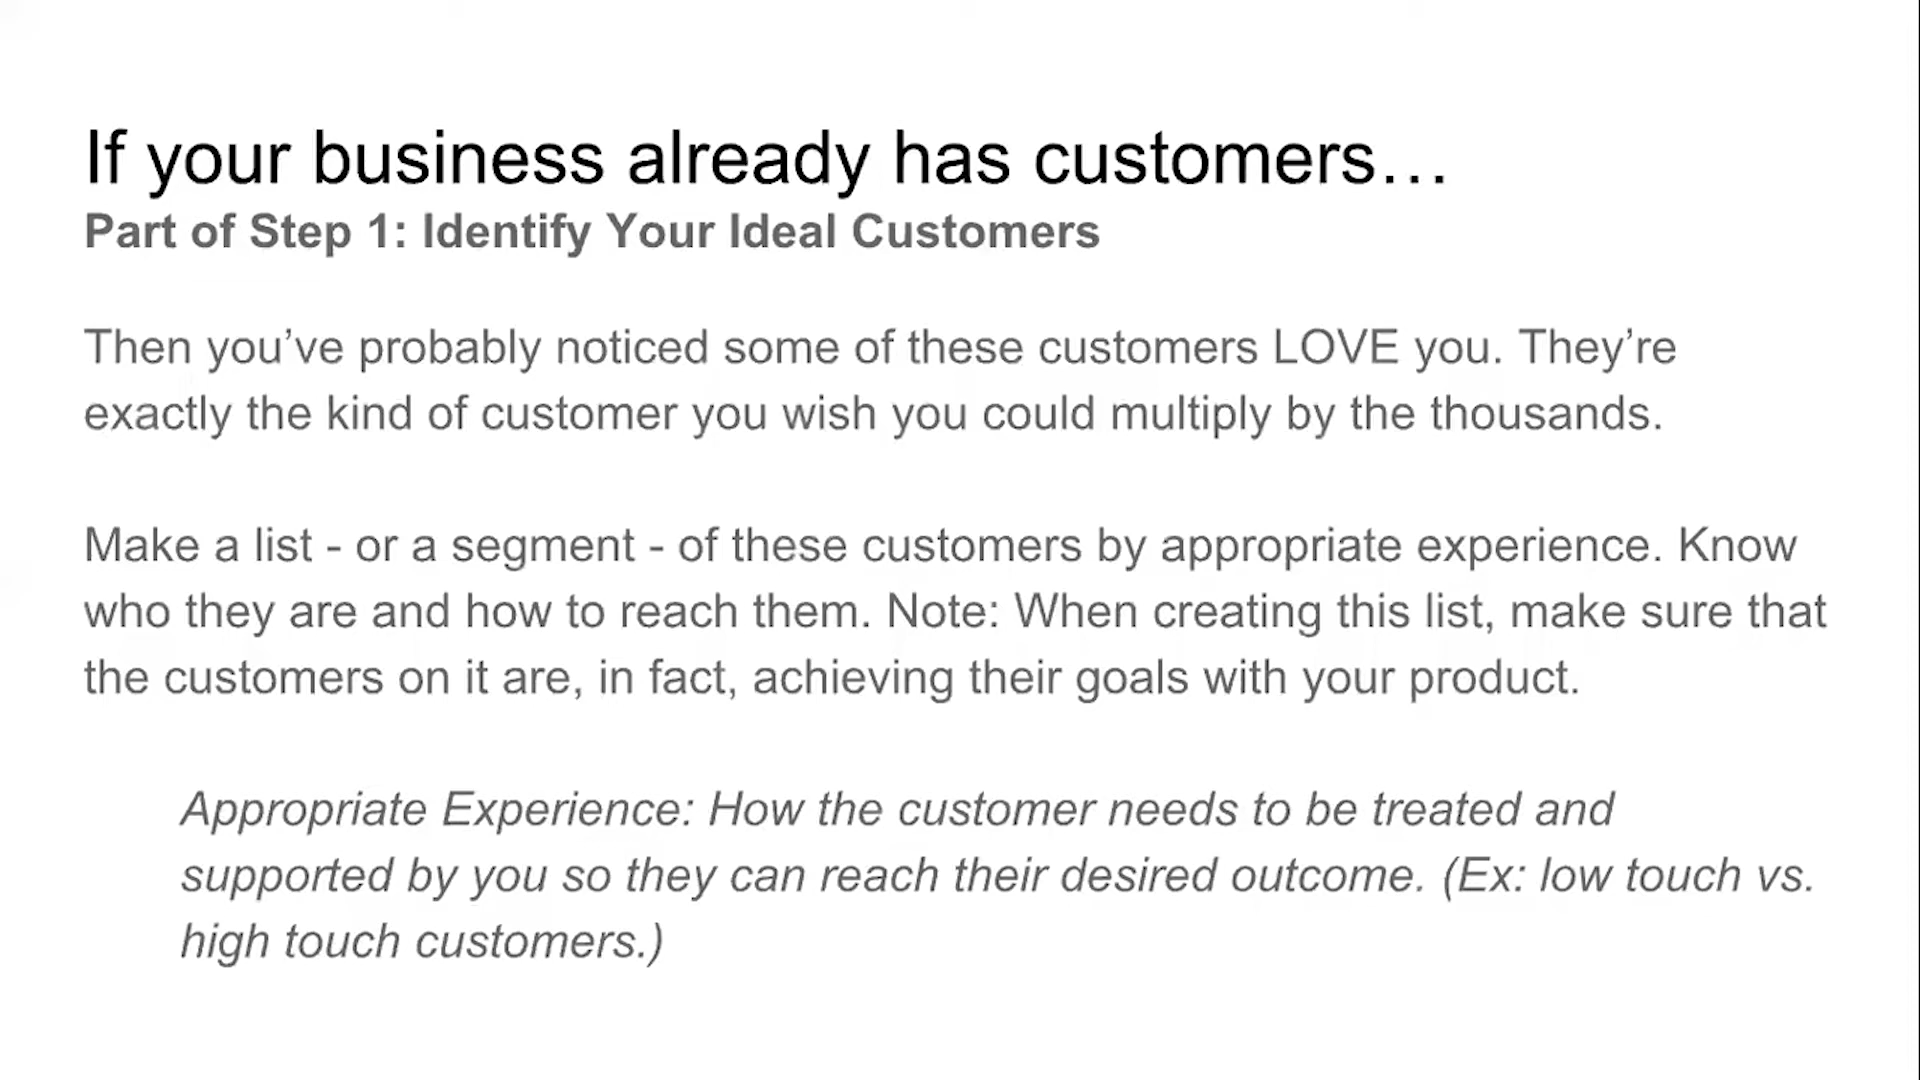 If your business already has customers…
Part of Step 1: Identify Your Ideal Customers
Then you’ve probably noticed some of these customers LOVE you. They’re
exactly the kind of customer you wish you could multiply by the thousands.
Make a list - or a segment - of these customers by appropriate experience. Know
who they are and how to reach them. Note: When creating this list, make sure that
the customers on it are, in fact, achieving their goals with your product.
Appropriate Experience: How the customer needs to be treated and
supported by you so they can reach their desired outcome. (Ex: low touch vs.
high touch customers.)